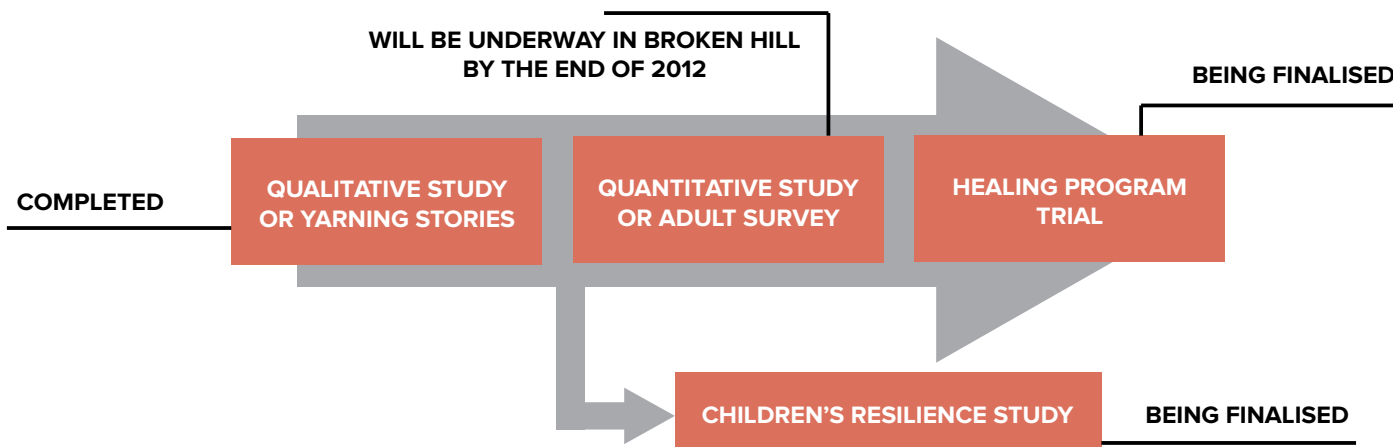 WILL BE UNDERWAY IN BROKEN HILL
BY THE END OF 2012
BEING FINALISED
COMPLETED
QUALITATIVE STUDY
OR YARNING STORIES
QUANTITATIVE STUDY
OR ADULT SURVEY
HEALING PROGRAM
TRIAL
CHILDREN’S RESILIENCE STUDY
BEING FINALISED